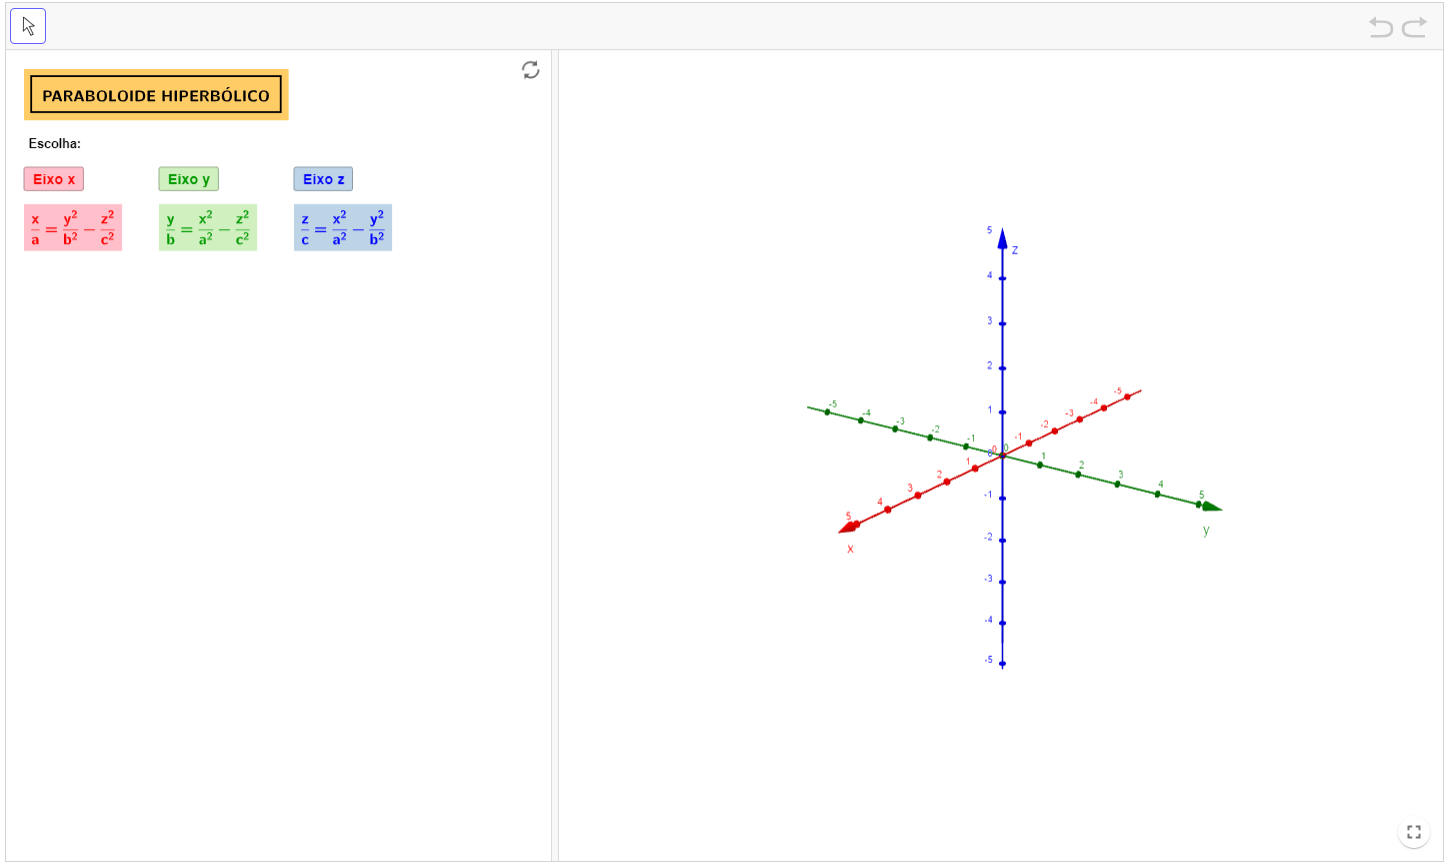 PARABOLOIDE HIPERBÓLICO
Escolha:
Eixo x Eixo y Eixo z
x/a = y²/b² − z²/c² y/b = x²/a² − z²/c² z/c = x²/a² − y²/b²
5
z
4
3
2
1
0
-1
-2
-3
-4
-5
-5 -4 -3 -2 -1 0 1 2 3 4 5
y
-5 -4 -3 -2 -1 0 1 2 3 4 5
x